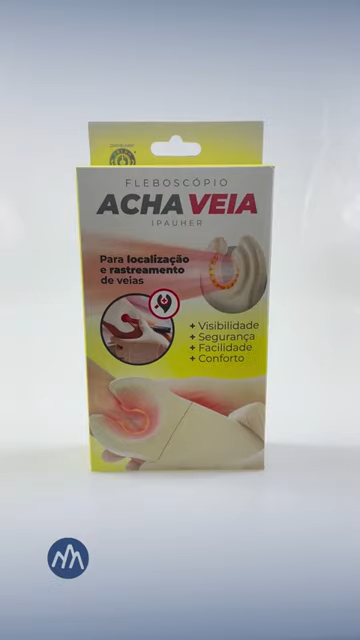 FLEBOSCÓPIO
ACHA VEIA
IPAUHER
Para localização
e rastreamento
de veias
+ Visibilidade
+ Segurança
+ Facilidade
+ Conforto